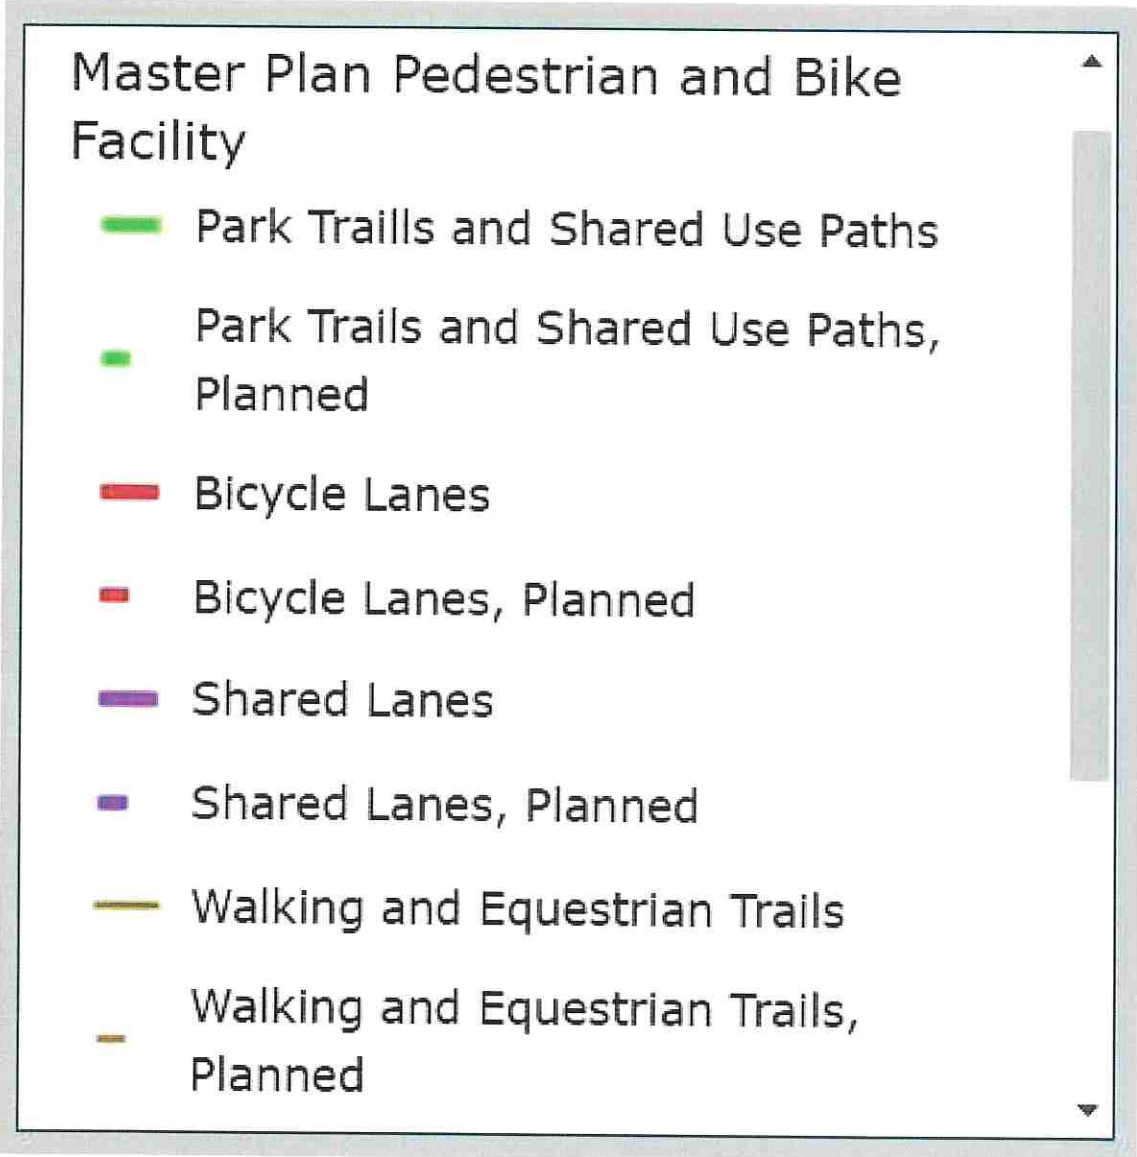 Master Plan Pedestrian and Bike
Facility
Park Traills and Shared Use Paths
Park Trails and Shared Use Paths,
Planned
Bicycle Lanes
Bicycle Lanes, Planned
Shared Lanes
Shared Lanes, Planned
Walking and Equestrian Trails
Walking and Equestrian Trails,
Planned